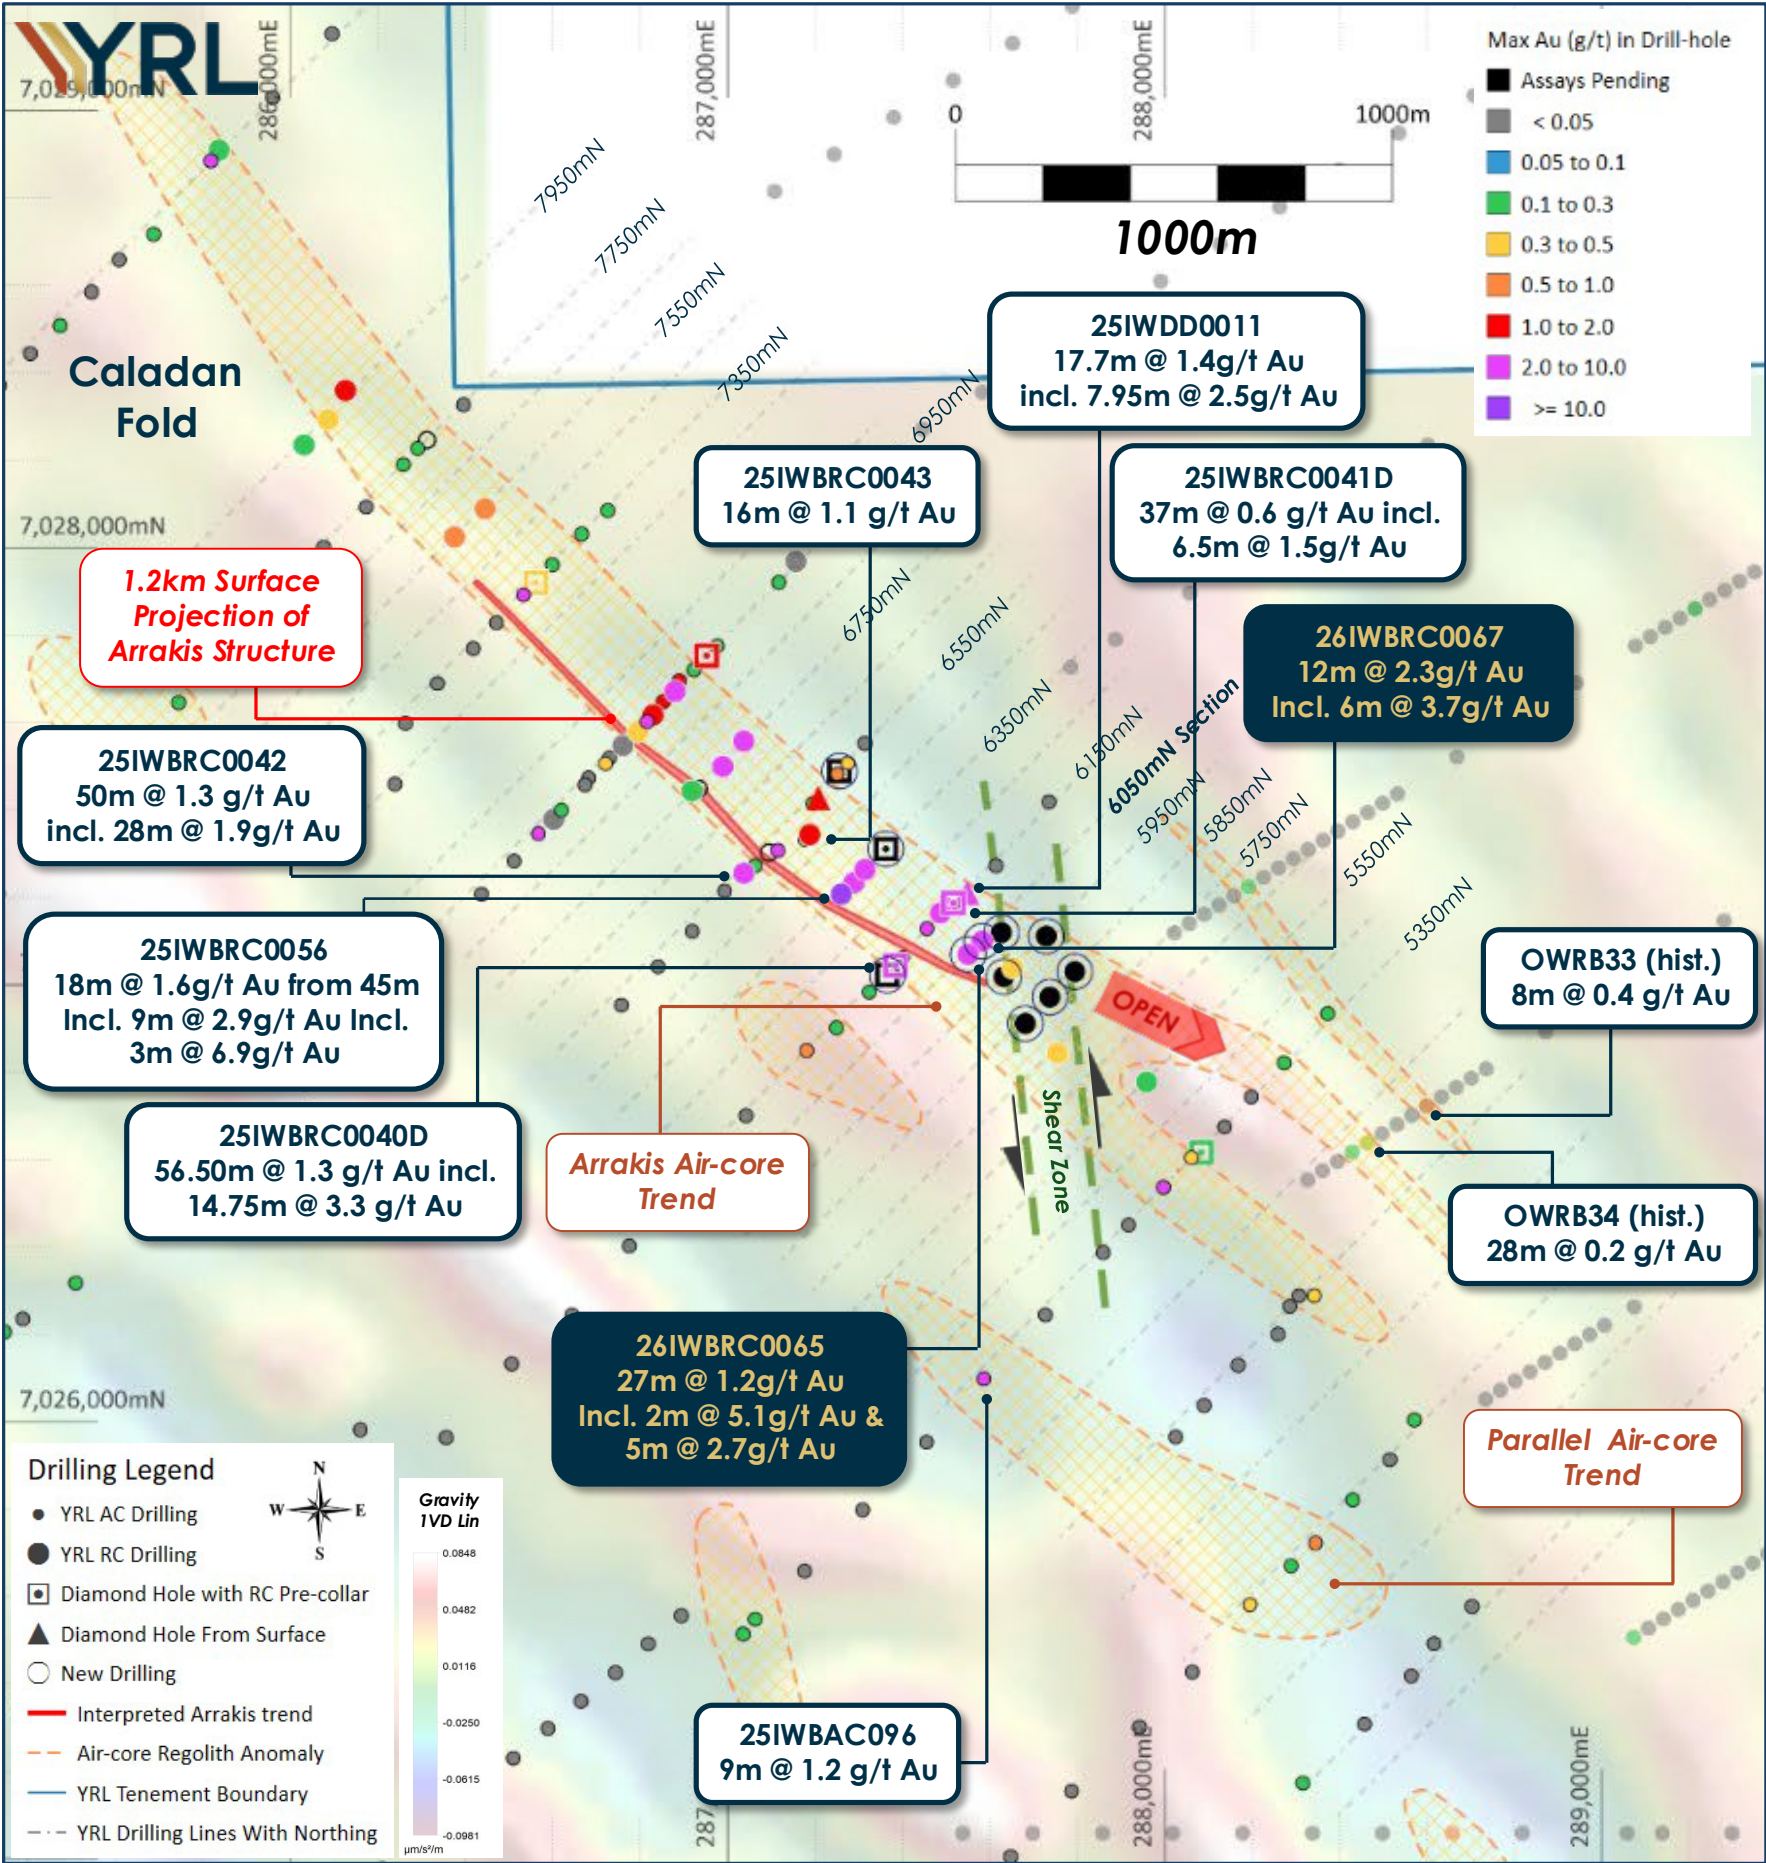 YRL
7,029,000mN
286,000mE
287,000mE
288,000mE
0
1000m
1000m
Max Au (g/t) in Drill-hole
Assays Pending
< 0.05
0.05 to 0.1
0.1 to 0.3
0.3 to 0.5
0.5 to 1.0
1.0 to 2.0
2.0 to 10.0
>= 10.0
7950mN
7750mN
7550mN
7350mN
6950mN
6750mN
6550mN
6350mN
6150mN
6050mN Section
5950mN
5850mN
5750mN
5550mN
5350mN
Caladan
Fold
25IWDD0011
17.7m @ 1.4g/t Au
incl. 7.95m @ 2.5g/t Au
25IWBRC0043
16m @ 1.1 g/t Au
25IWBRC0041D
37m @ 0.6 g/t Au incl.
6.5m @ 1.5g/t Au
7,028,000mN
1.2km Surface
Projection of
Arrakis Structure
26IWBRC0067
12m @ 2.3g/t Au
Incl. 6m @ 3.7g/t Au
25IWBRC0042
50m @ 1.3 g/t Au
incl. 28m @ 1.9g/t Au
25IWBRC0056
18m @ 1.6g/t Au from 45m
Incl. 9m @ 2.9g/t Au Incl.
3m @ 6.9g/t Au
OWRB33 (hist.)
8m @ 0.4 g/t Au
OPEN
Shear Zone
25IWBRC0040D
56.50m @ 1.3 g/t Au incl.
14.75m @ 3.3 g/t Au
Arrakis Air-core
Trend
OWRB34 (hist.)
28m @ 0.2 g/t Au
26IWBRC0065
27m @ 1.2g/t Au
Incl. 2m @ 5.1g/t Au &
5m @ 2.7g/t Au
7,026,000mN
Parallel Air-core
Trend
25IWBAC096
9m @ 1.2 g/t Au
Drilling Legend
N
W
E
S
YRL AC Drilling
YRL RC Drilling
Diamond Hole with RC Pre-collar
Diamond Hole From Surface
New Drilling
Interpreted Arrakis trend
Air-core Regolith Anomaly
YRL Tenement Boundary
YRL Drilling Lines With Northing
Gravity
1VD Lin
0.0848
0.0482
0.0116
-0.0250
-0.0615
-0.0981
µm/s²/m
287,
288,000mE
289,000mE